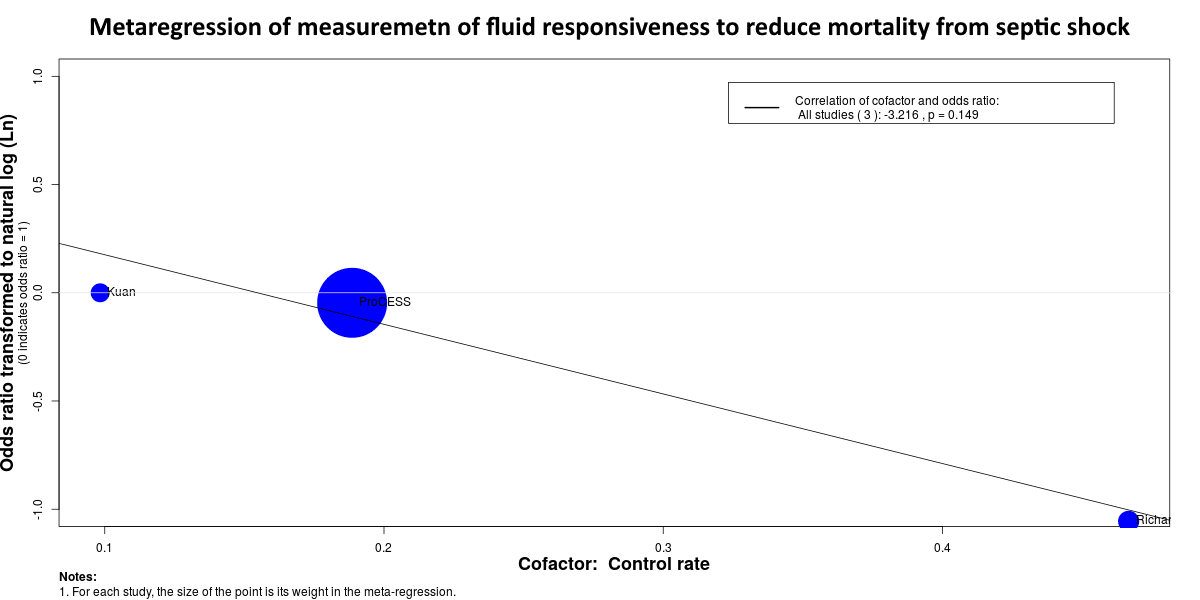 Metaregression of measuremetn of fluid responsiveness to reduce mortality from septic shock
Odds ratio transformed to natural log (Ln)
(0 indicates odds ratio = 1)
1.0
0.5
0.0
-0.5
-1.0
Correlation of cofactor and odds ratio:
All studies ( 3 ): -3.216 , p = 0.149
Kuan
ProCESS
Richar
0.1
0.2
0.3
0.4
Cofactor: Control rate
Notes:
1. For each study, the size of the point is its weight in the meta-regression.